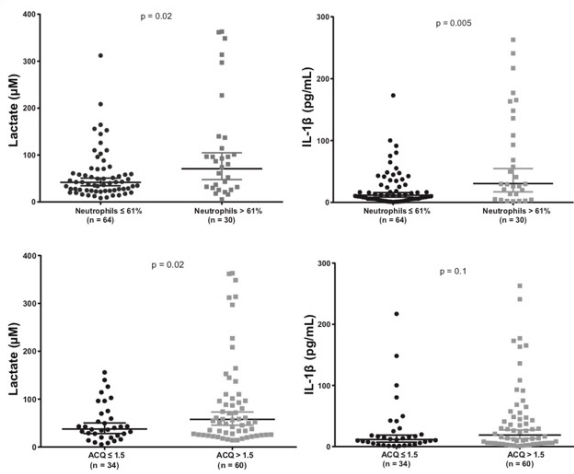 p = 0.02
Lactate (µM)
400
300
200
100
0
Neutrophils ≤ 61%
(n = 64)
Neutrophils > 61%
(n = 30)
p = 0.005
IL-1β (pg/mL)
300
200
100
0
Neutrophils ≤ 61%
(n = 64)
Neutrophils > 61%
(n = 30)
p = 0.02
Lactate (µM)
400
300
200
100
0
ACQ ≤ 1.5
(n = 34)
ACQ > 1.5
(n = 60)
p = 0.1
IL-1β (pg/mL)
300
200
100
0
ACQ ≤ 1.5
(n = 34)
ACQ > 1.5
(n = 60)